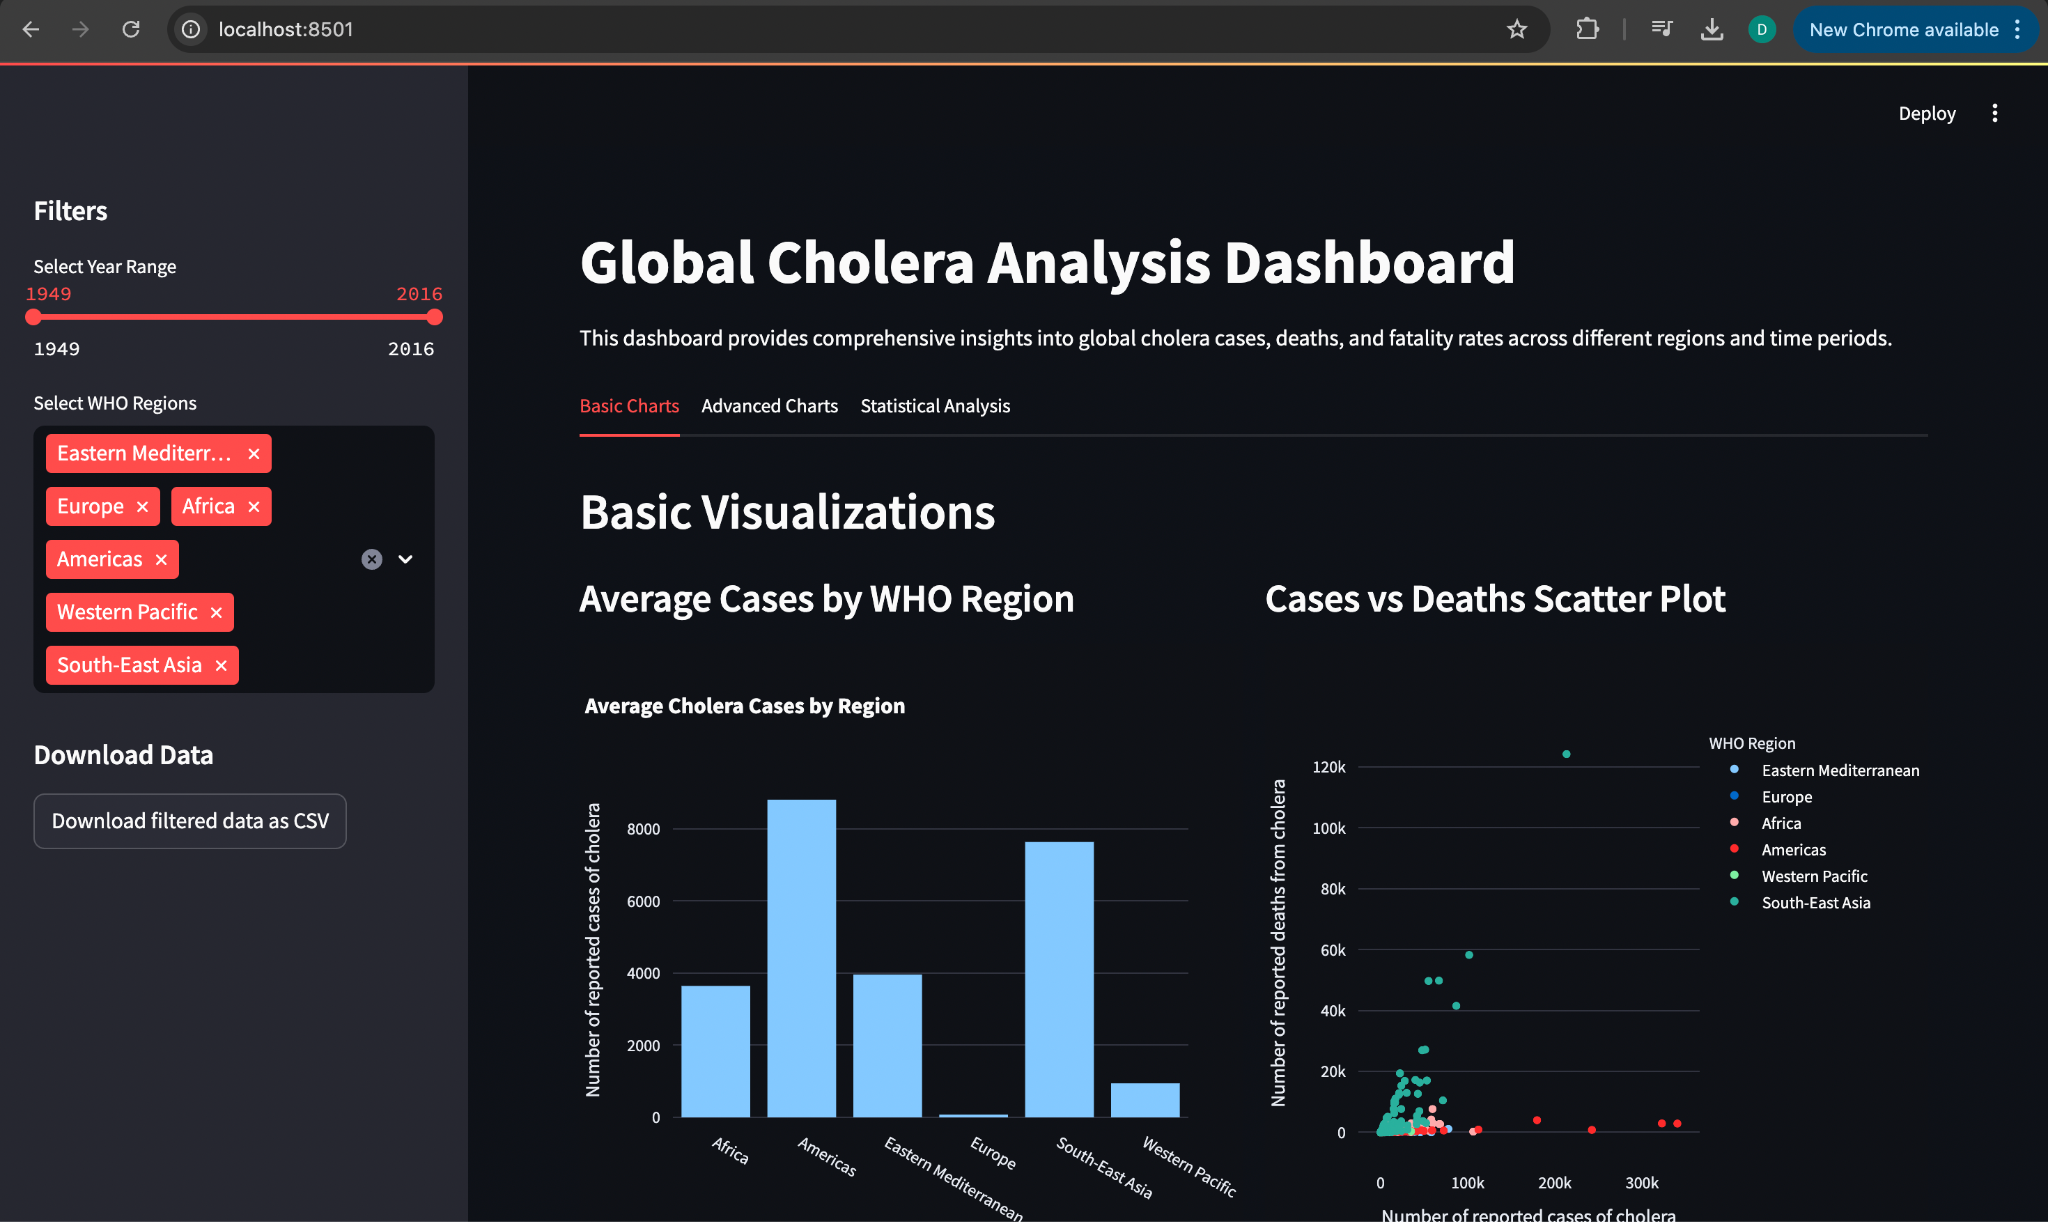 localhost:8501
D
New Chrome available
Deploy
Filters
Select Year Range
1949 2016
1949 2016
Select WHO Regions
Eastern Mediterr... ×
Europe × Africa ×
Americas ×
Western Pacific ×
South-East Asia ×
Download Data
Download filtered data as CSV
Global Cholera Analysis Dashboard
This dashboard provides comprehensive insights into global cholera cases, deaths, and fatality rates across different regions and time periods.
Basic Charts Advanced Charts Statistical Analysis
Basic Visualizations
Average Cases by WHO Region
Average Cholera Cases by Region
Number of reported cases of cholera
8000
6000
4000
2000
0
Africa
Americas
Eastern Mediterranean
Europe
South-East Asia
Western Pacific
Cases vs Deaths Scatter Plot
Number of reported deaths from cholera
120k
100k
80k
60k
40k
20k
0
0 100k 200k 300k
Number of reported cases of cholera
WHO Region
Eastern Mediterranean
Europe
Africa
Americas
Western Pacific
South-East Asia